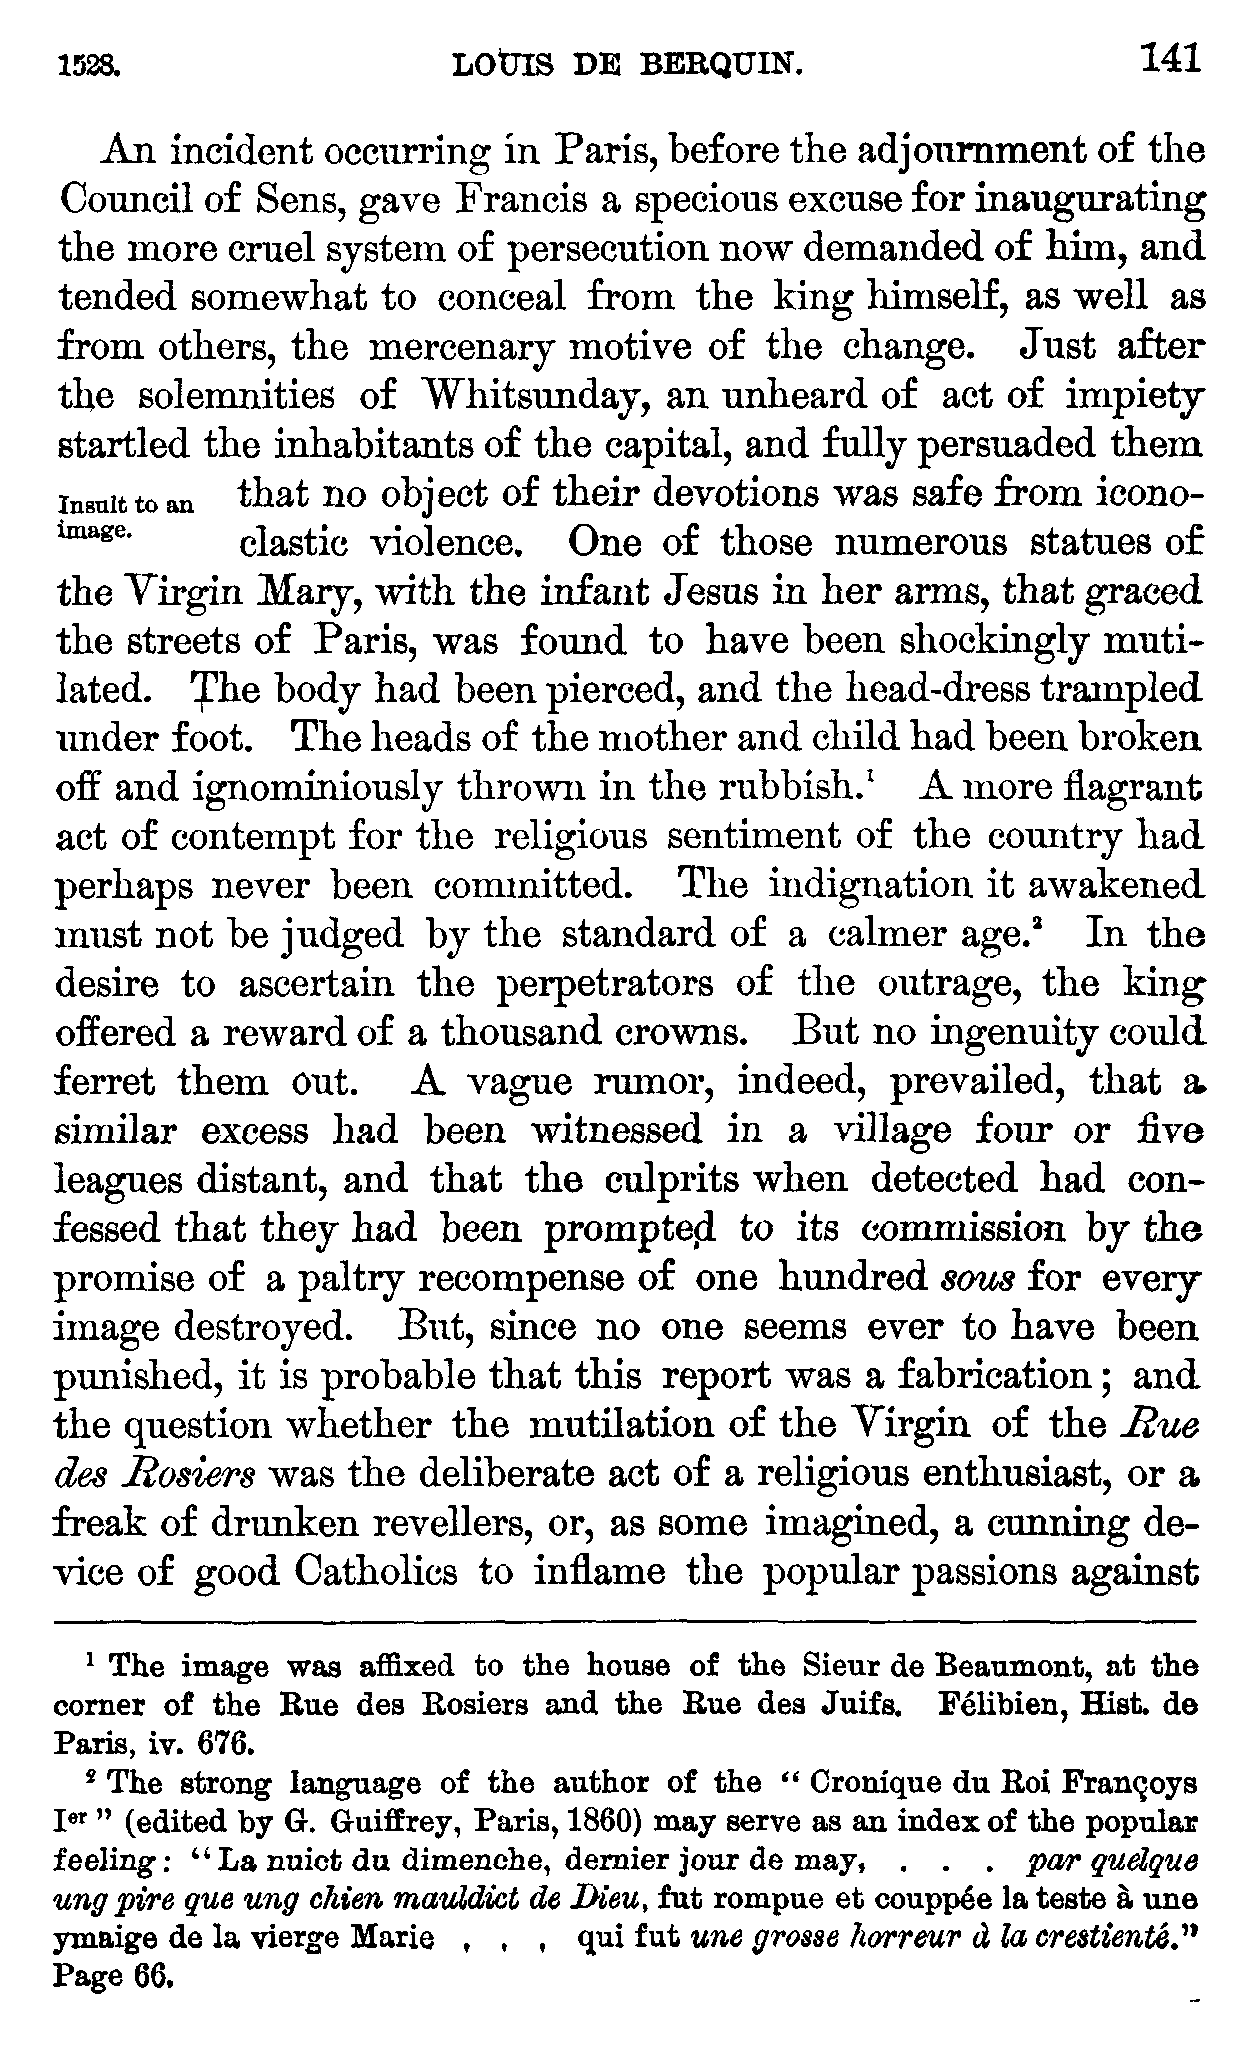 1528. LOUIS DE BERQUIN. 141
An incident occurring in Paris, before the adjournment of the
Council of Sens, gave Francis a specious excuse for inaugurating
the more cruel system of persecution now demanded of him, and
tended somewhat to conceal from the king himself, as well as
from others, the mercenary motive of the change. Just after
the solemnities of Whitsunday, an unheard of act of impiety
startled the inhabitants of the capital, and fully persuaded them
Insult to an that no object of their devotions was safe from icono-
image. clastic violence. One of those numerous statues of
the Virgin Mary, with the infant Jesus in her arms, that graced
the streets of Paris, was found to have been shockingly muti-
lated. The body had been pierced, and the head-dress trampled
under foot. The heads of the mother and child had been broken
off and ignominiously thrown in the rubbish.¹ A more flagrant
act of contempt for the religious sentiment of the country had
perhaps never been committed. The indignation it awakened
must not be judged by the standard of a calmer age.² In the
desire to ascertain the perpetrators of the outrage, the king
offered a reward of a thousand crowns. But no ingenuity could
ferret them out. A vague rumor, indeed, prevailed, that a
similar excess had been witnessed in a village four or five
leagues distant, and that the culprits when detected had con-
fessed that they had been prompted to its commission by the
promise of a paltry recompense of one hundred sous for every
image destroyed. But, since no one seems ever to have been
punished, it is probable that this report was a fabrication; and
the question whether the mutilation of the Virgin of the Rue
des Rosiers was the deliberate act of a religious enthusiast, or a
freak of drunken revellers, or, as some imagined, a cunning de-
vice of good Catholics to inflame the popular passions against
¹ The image was affixed to the house of the Sieur de Beaumont, at the
corner of the Rue des Rosiers and the Rue des Juifs. Félibien, Hist. de
Paris, iv. 676.
² The strong language of the author of the "Cronique du Roi Françoys
Iᵉʳ" (edited by G. Guiffrey, Paris, 1860) may serve as an index of the popular
feeling: "La nuict du dimenche, dernier jour de may, . . . par quelque
ung pire que ung chien mauldict de Dieu, fut rompue et couppée la teste à une
ymaige de la vierge Marie . . . qui fut une grosse horreur à la crestienté."
Page 66.